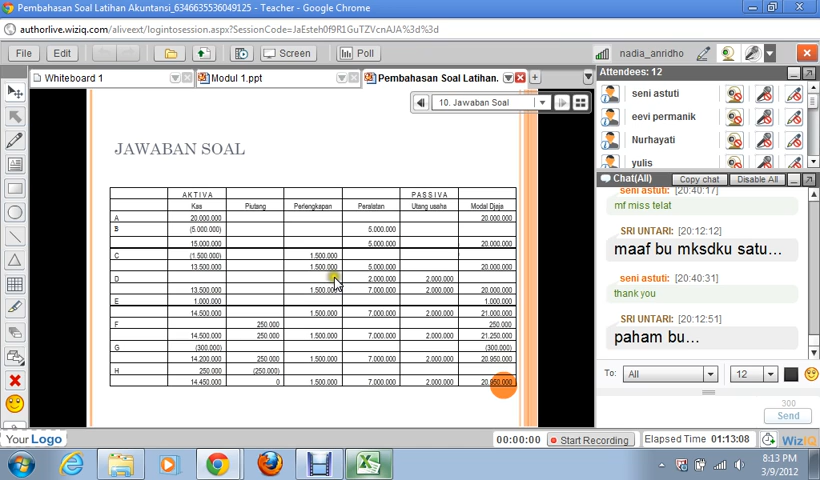 Pembahasan Soal Latihan Akuntansi_6346635536049125 - Teacher - Google Chrome
authorlive.wiziq.com/aliveext/logintosession.aspx?SessionCode=JaEsteh0f9R1GuTZVcnAJA%3d%3d
File Edit Screen Poll nadia_anridho
Whiteboard 1 Modul 1.ppt Pembahasan Soal Latihan.
10. Jawaban Soal
JAWABAN SOAL
AKTIVA PASSIVA
Kas Piutang Perlengkapan Peralatan Utang usaha Modal Djaja
A 20.000.000 20.000.000
B (5.000.000) 5.000.000
15.000.000 5.000.000 20.000.000
C (1.500.000) 1.500.000
13.500.000 1.500.000 5.000.000 20.000.000
D 2.000.000 2.000.000
13.500.000 1.500.000 7.000.000 2.000.000 20.000.000
E 1.000.000 1.000.000
14.500.000 1.500.000 7.000.000 2.000.000 21.000.000
F 250.000 250.000
14.500.000 250.000 1.500.000 7.000.000 2.000.000 21.250.000
G (300.000) (300.000)
14.200.000 250.000 1.500.000 7.000.000 2.000.000 20.950.000
H 250.000 (250.000)
14.450.000 0 1.500.000 7.000.000 2.000.000 20.950.000
Attendees: 12
seni astuti
eevi permanik
Nurhayati
yulis
Chat(All) Copy chat Disable All
seni astuti [20:40:17]
mf miss telat
SRI UNTARI: [20:12:12]
maaf bu mksdku satu...
seni astuti [20:40:31]
thank you
SRI UNTARI: [20:12:51]
paham bu...
To: All 12
300
Send
Your Logo 00:00:00 Start Recording Elapsed Time 01:13:08 WizIQ
8:13 PM
3/9/2012